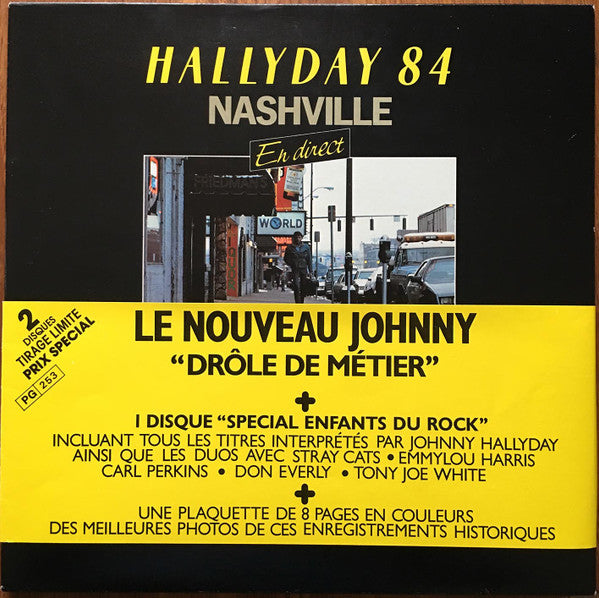 HALLYDAY 84
NASHVILLE
En direct
FRIEDMAN'S
WORLD
2
DISQUES
TIRAGE LIMITE
PRIX SPECIAL
PG 253
LE NOUVEAU JOHNNY
“DRÔLE DE MÉTIER”
+
I DISQUE “SPECIAL ENFANTS DU ROCK”
INCLUANT TOUS LES TITRES INTERPRÉTÉS PAR JOHNNY HALLYDAY
AINSI QUE LES DUOS AVEC STRAY CATS • EMMYLOU HARRIS
CARL PERKINS • DON EVERLY • TONY JOE WHITE
+
UNE PLAQUETTE DE 8 PAGES EN COULEURS
DES MEILLEURES PHOTOS DE CES ENREGISTREMENTS HISTORIQUES